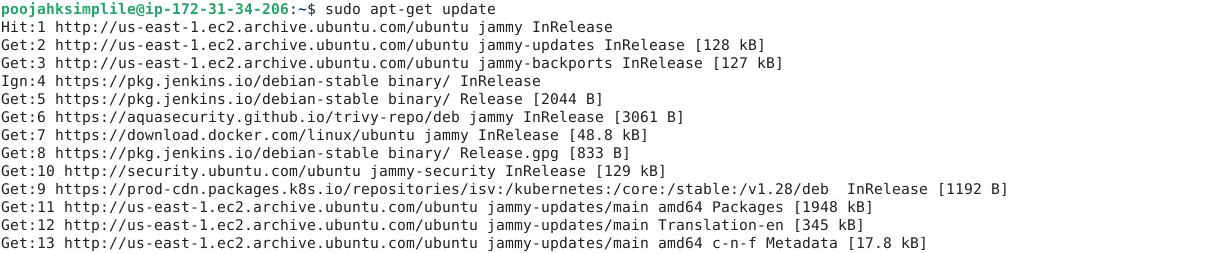 poojahksimplile@ip-172-31-34-206:~$ sudo apt-get update
Hit:1 http://us-east-1.ec2.archive.ubuntu.com/ubuntu jammy InRelease
Get:2 http://us-east-1.ec2.archive.ubuntu.com/ubuntu jammy-updates InRelease [128 kB]
Get:3 http://us-east-1.ec2.archive.ubuntu.com/ubuntu jammy-backports InRelease [127 kB]
Ign:4 https://pkg.jenkins.io/debian-stable binary/ InRelease
Get:5 https://pkg.jenkins.io/debian-stable binary/ Release [2044 B]
Get:6 https://aquasecurity.github.io/trivy-repo/deb jammy InRelease [3061 B]
Get:7 https://download.docker.com/linux/ubuntu jammy InRelease [48.8 kB]
Get:8 https://pkg.jenkins.io/debian-stable binary/ Release.gpg [833 B]
Get:10 http://security.ubuntu.com/ubuntu jammy-security InRelease [129 kB]
Get:9 https://prod-cdn.packages.k8s.io/repositories/isv:/kubernetes:/core:/stable:/v1.28/deb  InRelease [1192 B]
Get:11 http://us-east-1.ec2.archive.ubuntu.com/ubuntu jammy-updates/main amd64 Packages [1948 kB]
Get:12 http://us-east-1.ec2.archive.ubuntu.com/ubuntu jammy-updates/main Translation-en [345 kB]
Get:13 http://us-east-1.ec2.archive.ubuntu.com/ubuntu jammy-updates/main amd64 c-n-f Metadata [17.8 kB]